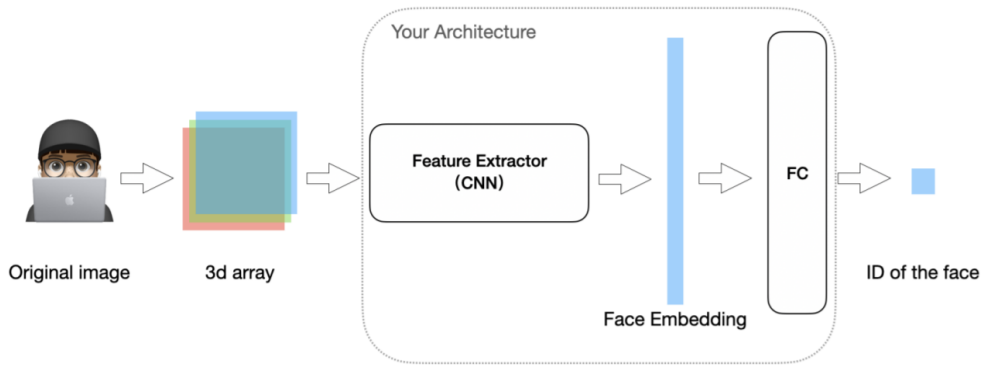 Your Architecture
Feature Extractor
(CNN)
FC
Original image
3d array
Face Embedding
ID of the face